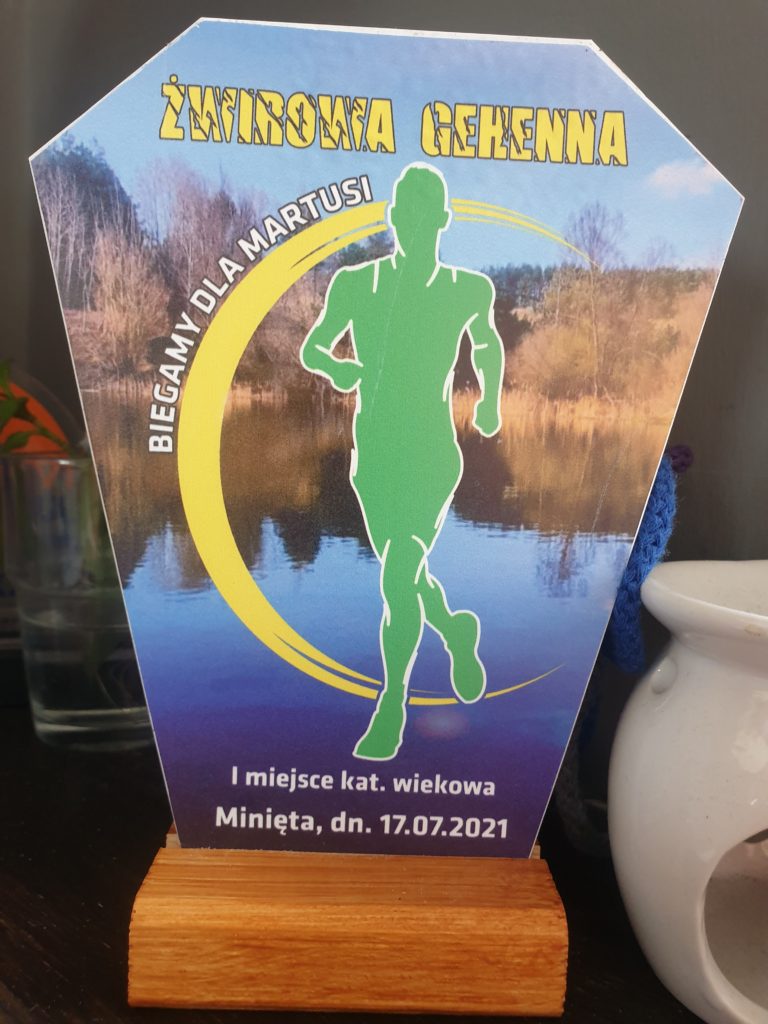 ŻWIROWA GEHENNA
BIEGAMY DLA MARTUSI
I miejsce kat. wiekowa
Minięta, dn. 17.07.2021